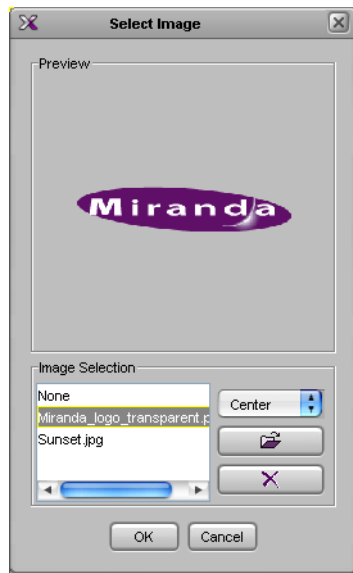 Select Image
Preview
Miranda
Image Selection
None
Miranda_logo_transparent.p
Sunset.jpg
Center
OK
Cancel